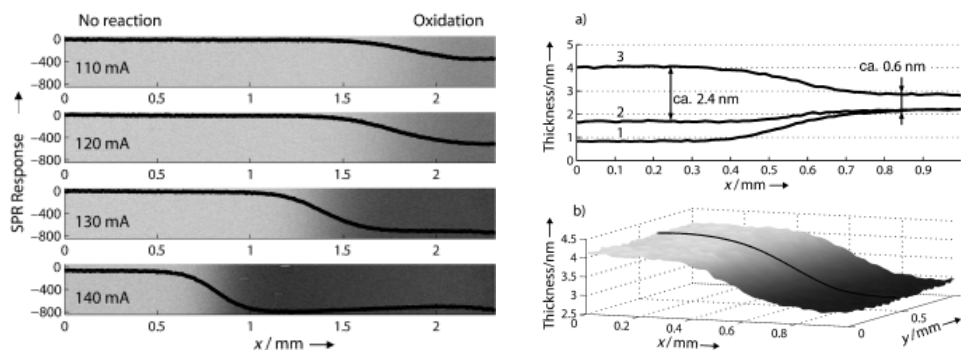 No reaction
Oxidation
SPR Response
0
−400
−800
110 mA
0 0.5 1 1.5 2
0
−400
−800
120 mA
0 0.5 1 1.5 2
0
−400
−800
130 mA
0 0.5 1 1.5 2
0
−400
−800
140 mA
0 0.5 1 1.5 2
x / mm
a)
Thickness/nm
5
4
3
2
1
0
3
2
1
ca. 2.4 nm
ca. 0.6 nm
0 0.1 0.2 0.3 0.4 0.5 0.6 0.7 0.8 0.9
x / mm
b)
Thickness/nm
4.5
4
3.5
3
2.5
0 0.2 0.4 0.6 0.8
x / mm
0 0.5
y / mm